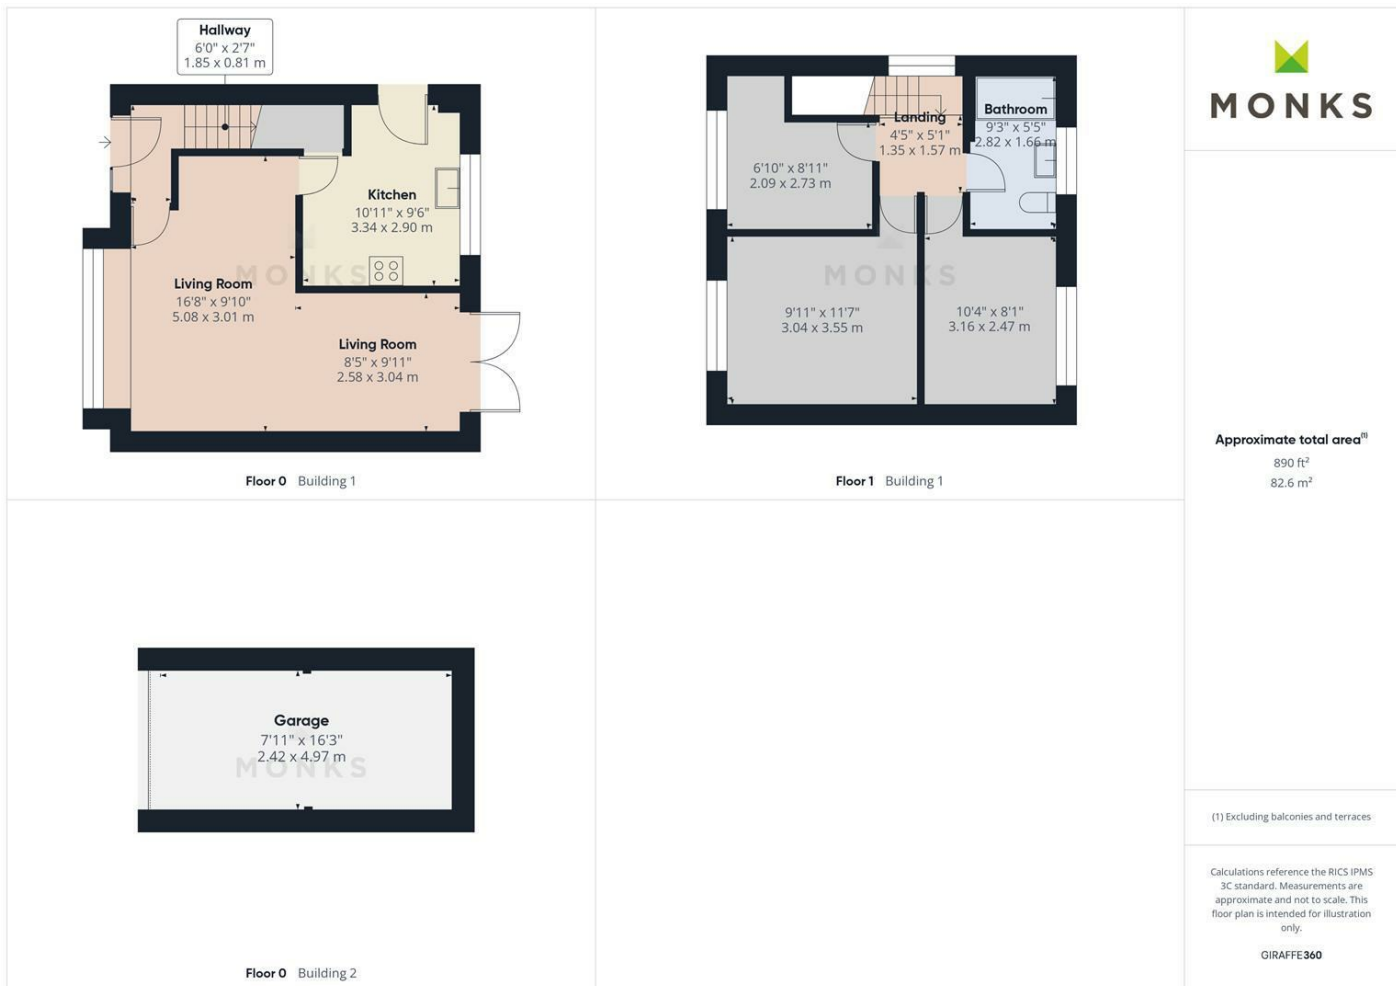 Hallway
6'0" x 2'7"
1.85 x 0.81 m
Kitchen
10'11" x 9'6"
3.34 x 2.90 m
MONKS
Living Room
16'8" x 9'10"
5.08 x 3.01 m
Living Room
8'5" x 9'11"
2.58 x 3.04 m
Floor 0 Building 1
Landing
4'5" x 5'1"
1.35 x 1.57 m
Bathroom
9'3" x 5'5"
2.82 x 1.66 m
6'10" x 8'11"
2.09 x 2.73 m
MONKS
9'11" x 11'7"
3.04 x 3.55 m
10'4" x 8'1"
3.16 x 2.47 m
Floor 1 Building 1
Garage
7'11" x 16'3"
2.42 x 4.97 m
MONKS
Floor 0 Building 2
MONKS
Approximate total area(1)
890 ft²
82.6 m²
(1) Excluding balconies and terraces
Calculations reference the RICS IPMS
3C standard. Measurements are
approximate and not to scale. This
floor plan is intended for illustration
only.
GIRAFFE360